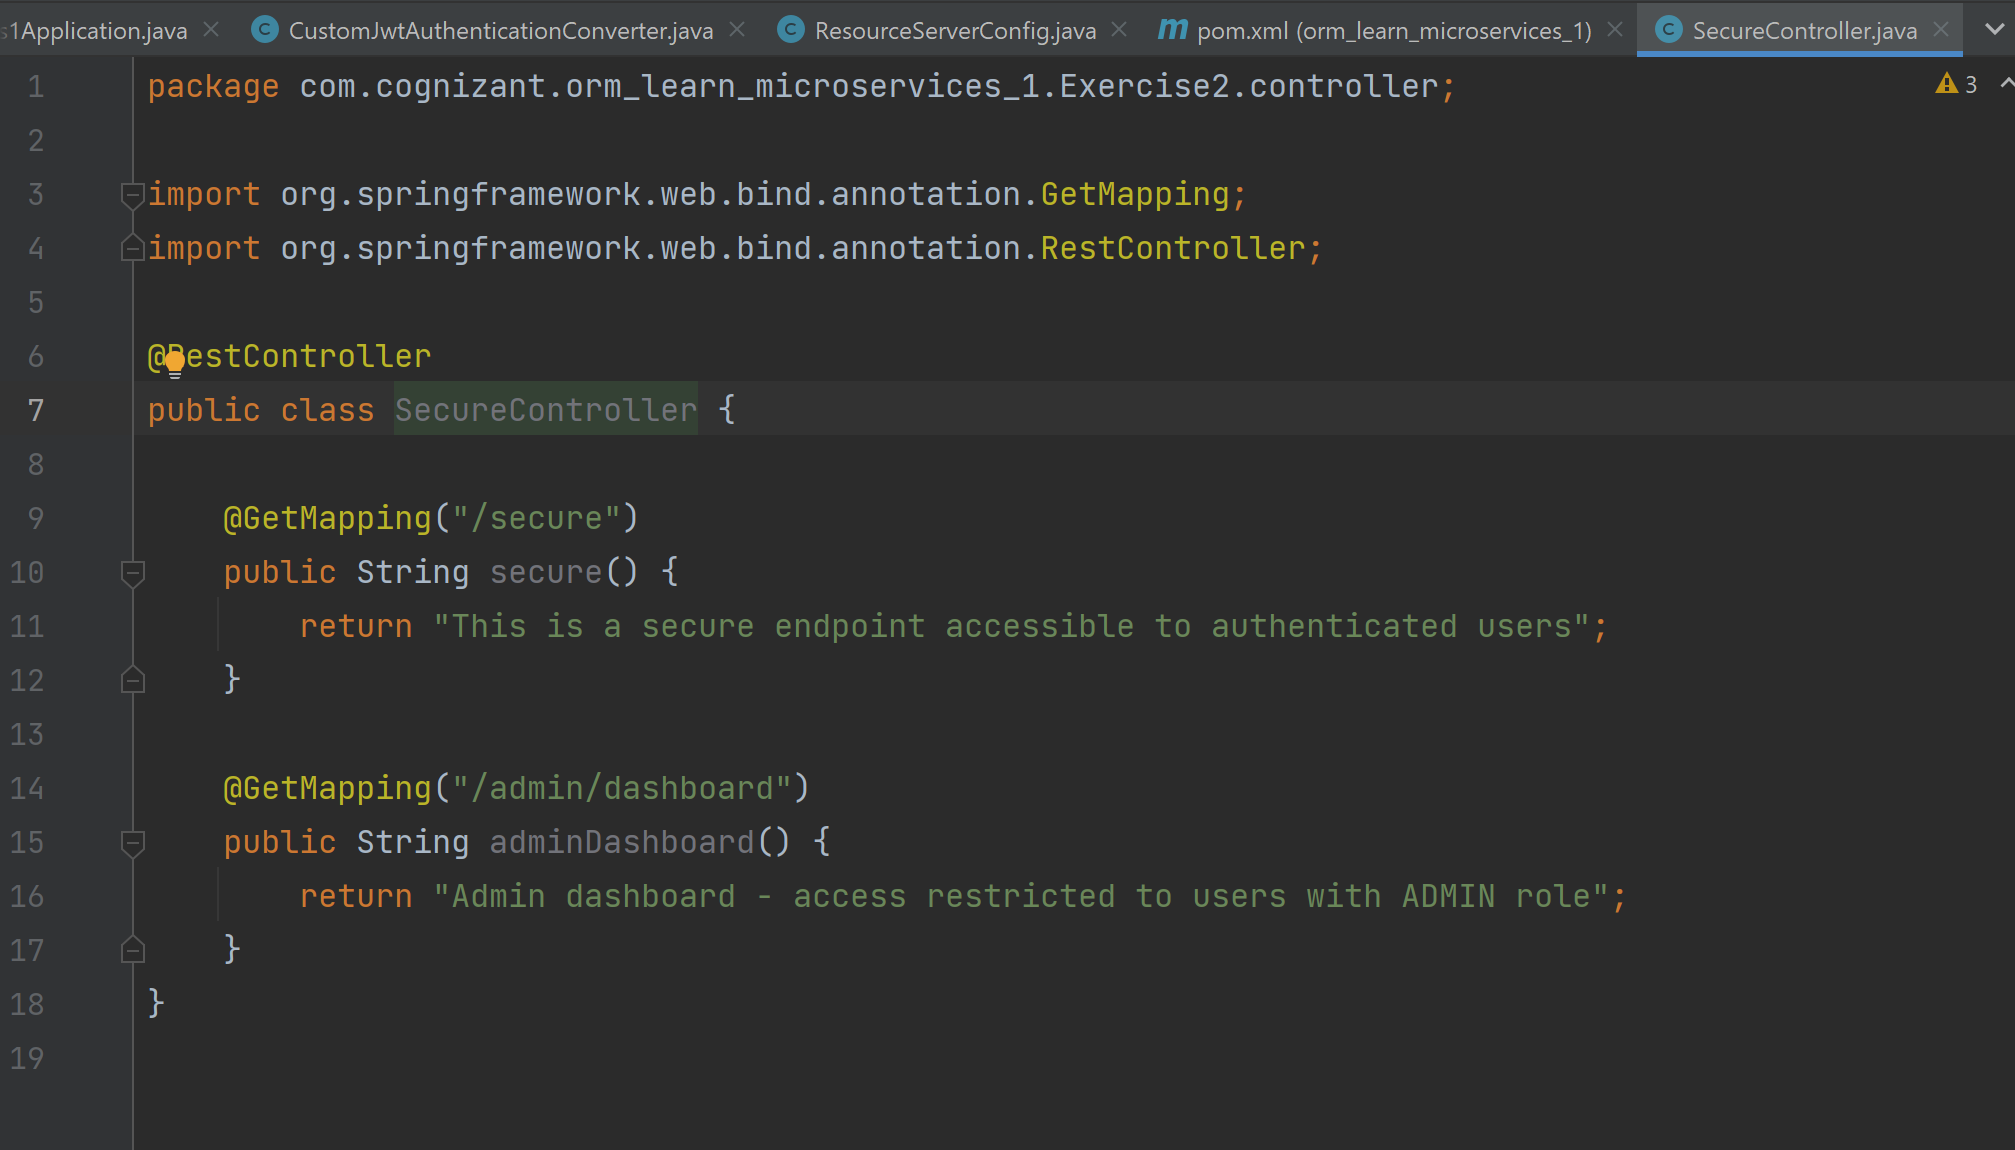 s1Application.java CustomJwtAuthenticationConverter.java ResourceServerConfig.java pom.xml (orm_learn_microservices_1) SecureController.java
3
1 package com.cognizant.orm_learn_microservices_1.Exercise2.controller;
2
3 import org.springframework.web.bind.annotation.GetMapping;
4 import org.springframework.web.bind.annotation.RestController;
5
6 @RestController
7 public class SecureController {
8
9 @GetMapping("/secure")
10 public String secure() {
11 return "This is a secure endpoint accessible to authenticated users";
12 }
13
14 @GetMapping("/admin/dashboard")
15 public String adminDashboard() {
16 return "Admin dashboard - access restricted to users with ADMIN role";
17 }
18 }
19